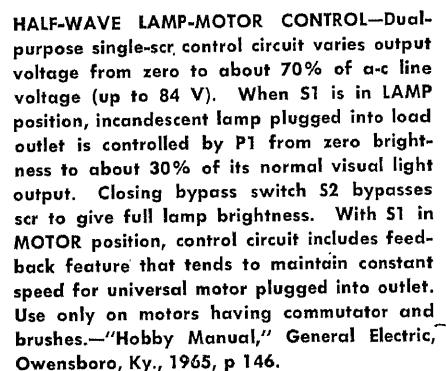 HALF-WAVE LAMP-MOTOR CONTROL—Dual-
purpose single-scr control circuit varies output
voltage from zero to about 70% of a-c line
voltage (up to 84 V). When S1 is in LAMP
position, incandescent lamp plugged into load
outlet is controlled by P1 from zero bright-
ness to about 30% of its normal visual light
output. Closing bypass switch S2 bypasses
scr to give full lamp brightness. With S1 in
MOTOR position, control circuit includes feed-
back feature that tends to maintain constant
speed for universal motor plugged into outlet.
Use only on motors having commutator and
brushes.—"Hobby Manual," General Electric,
Owensboro, Ky., 1965, p 146.